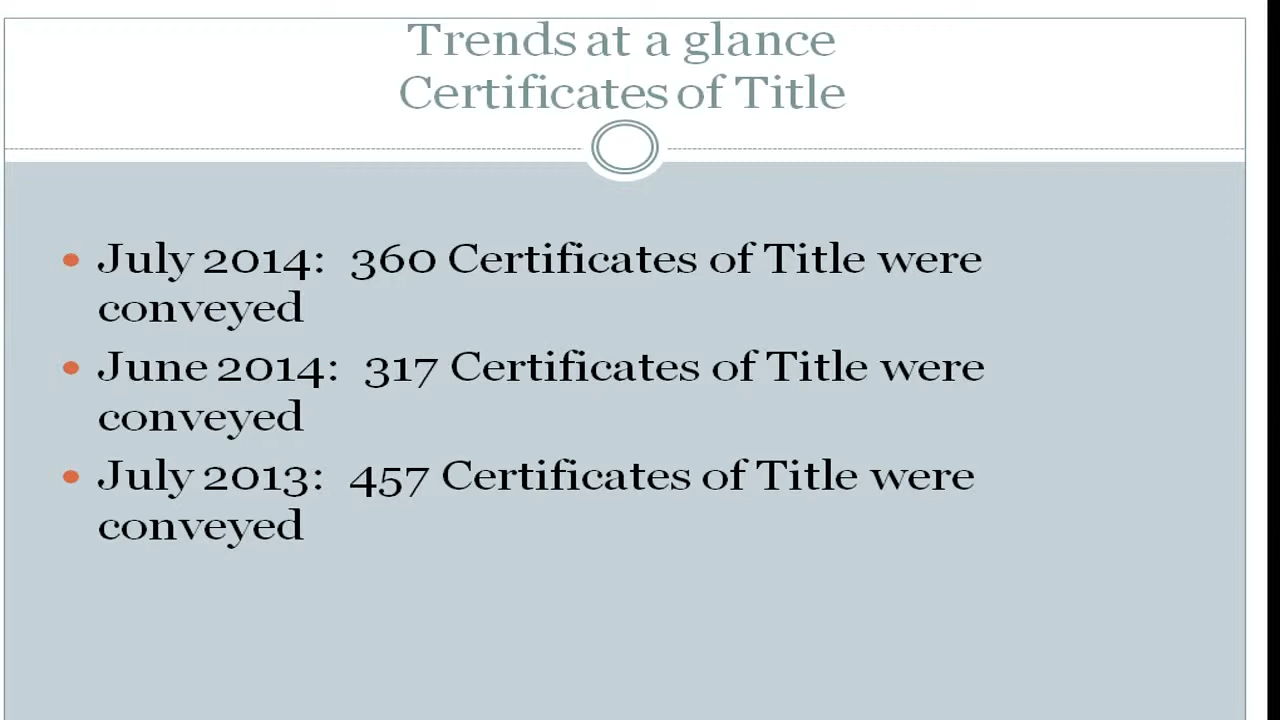 Trends at a glance
Certificates of Title
• July 2014: 360 Certificates of Title were
conveyed
• June 2014: 317 Certificates of Title were
conveyed
• July 2013: 457 Certificates of Title were
conveyed